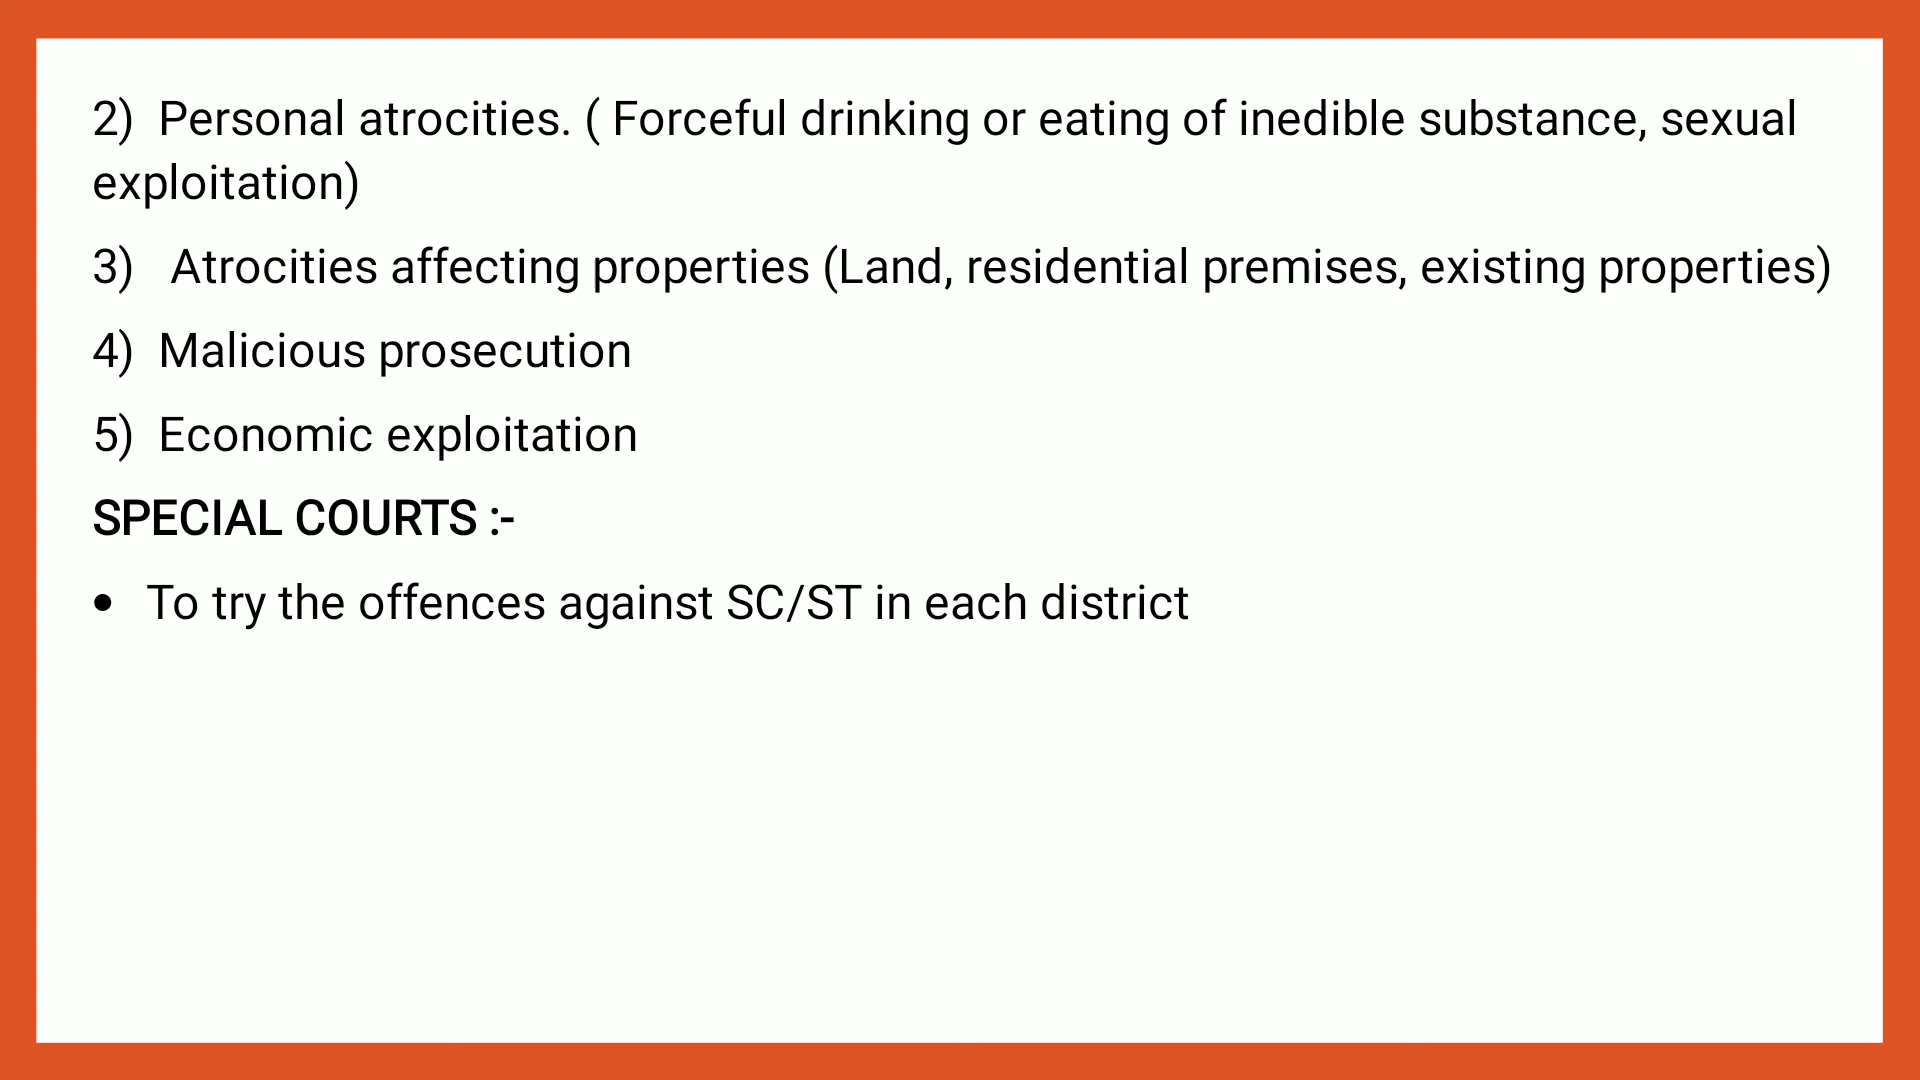 2) Personal atrocities. ( Forceful drinking or eating of inedible substance, sexual
exploitation)
3) Atrocities affecting properties (Land, residential premises, existing properties)
4) Malicious prosecution
5) Economic exploitation
SPECIAL COURTS :-
• To try the offences against SC/ST in each district